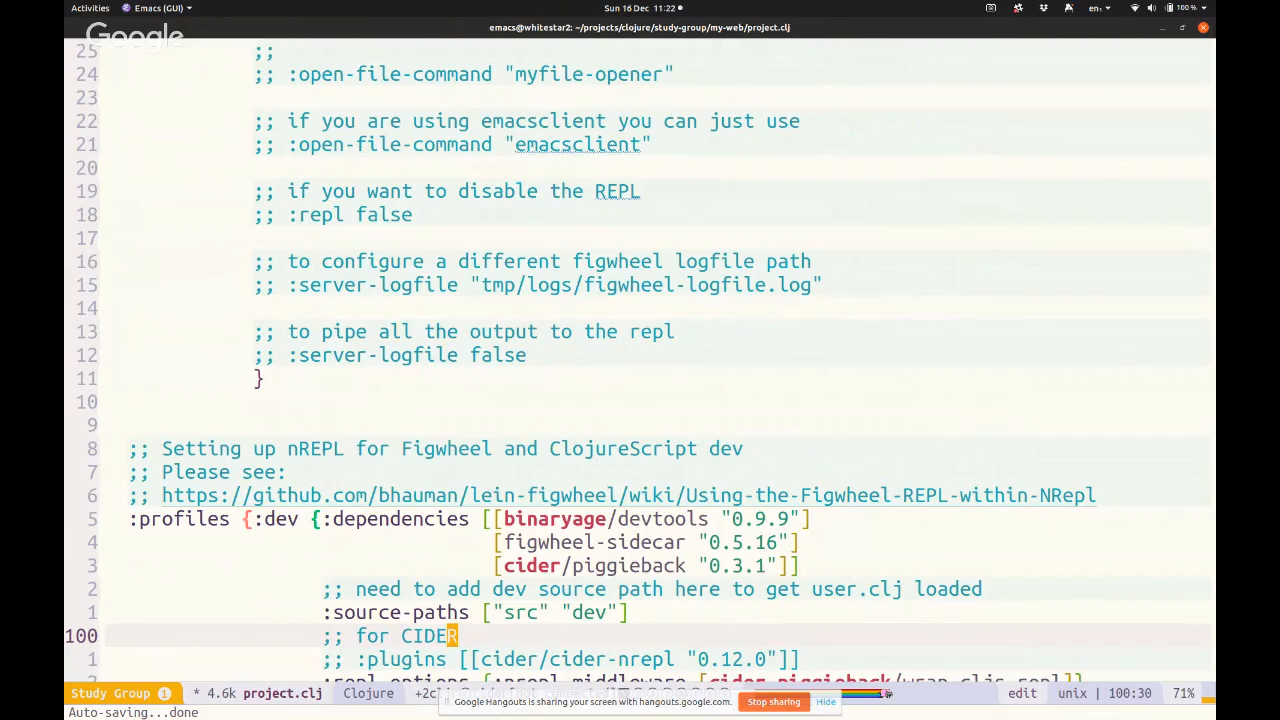 Activities Emacs (GUI) Sun 16 Dec 11:22 en₁ 100 %
emacs@whitestar2: ~/projects/clojure/study-group/my-web/project.clj
Google
25 ;;
24 ;; :open-file-command "myfile-opener"
23
22 ;; if you are using emacsclient you can just use
21 ;; :open-file-command "emacsclient"
20
19 ;; if you want to disable the REPL
18 ;; :repl false
17
16 ;; to configure a different figwheel logfile path
15 ;; :server-logfile "tmp/logs/figwheel-logfile.log"
14
13 ;; to pipe all the output to the repl
12 ;; :server-logfile false
11 }
10
9
8 ;; Setting up nREPL for Figwheel and ClojureScript dev
7 ;; Please see:
6 ;; https://github.com/bhauman/lein-figwheel/wiki/Using-the-Figwheel-REPL-within-NRepl
5 :profiles {:dev {:dependencies [[binaryage/devtools "0.9.9"]
4 [figwheel-sidecar "0.5.16"]
3 [cider/piggieback "0.3.1"]]
2 ;; need to add dev source path here to get user.clj loaded
1 :source-paths ["src" "dev"]
100 ;; for CIDER
1 ;; :plugins [[cider/cider-nrepl "0.12.0"]]
Study Group 1 * 4.6k project.clj Clojure edit unix | 100:30 71%
Google Hangouts is sharing your screen with hangouts.google.com. Stop sharing Hide
Auto-saving...done